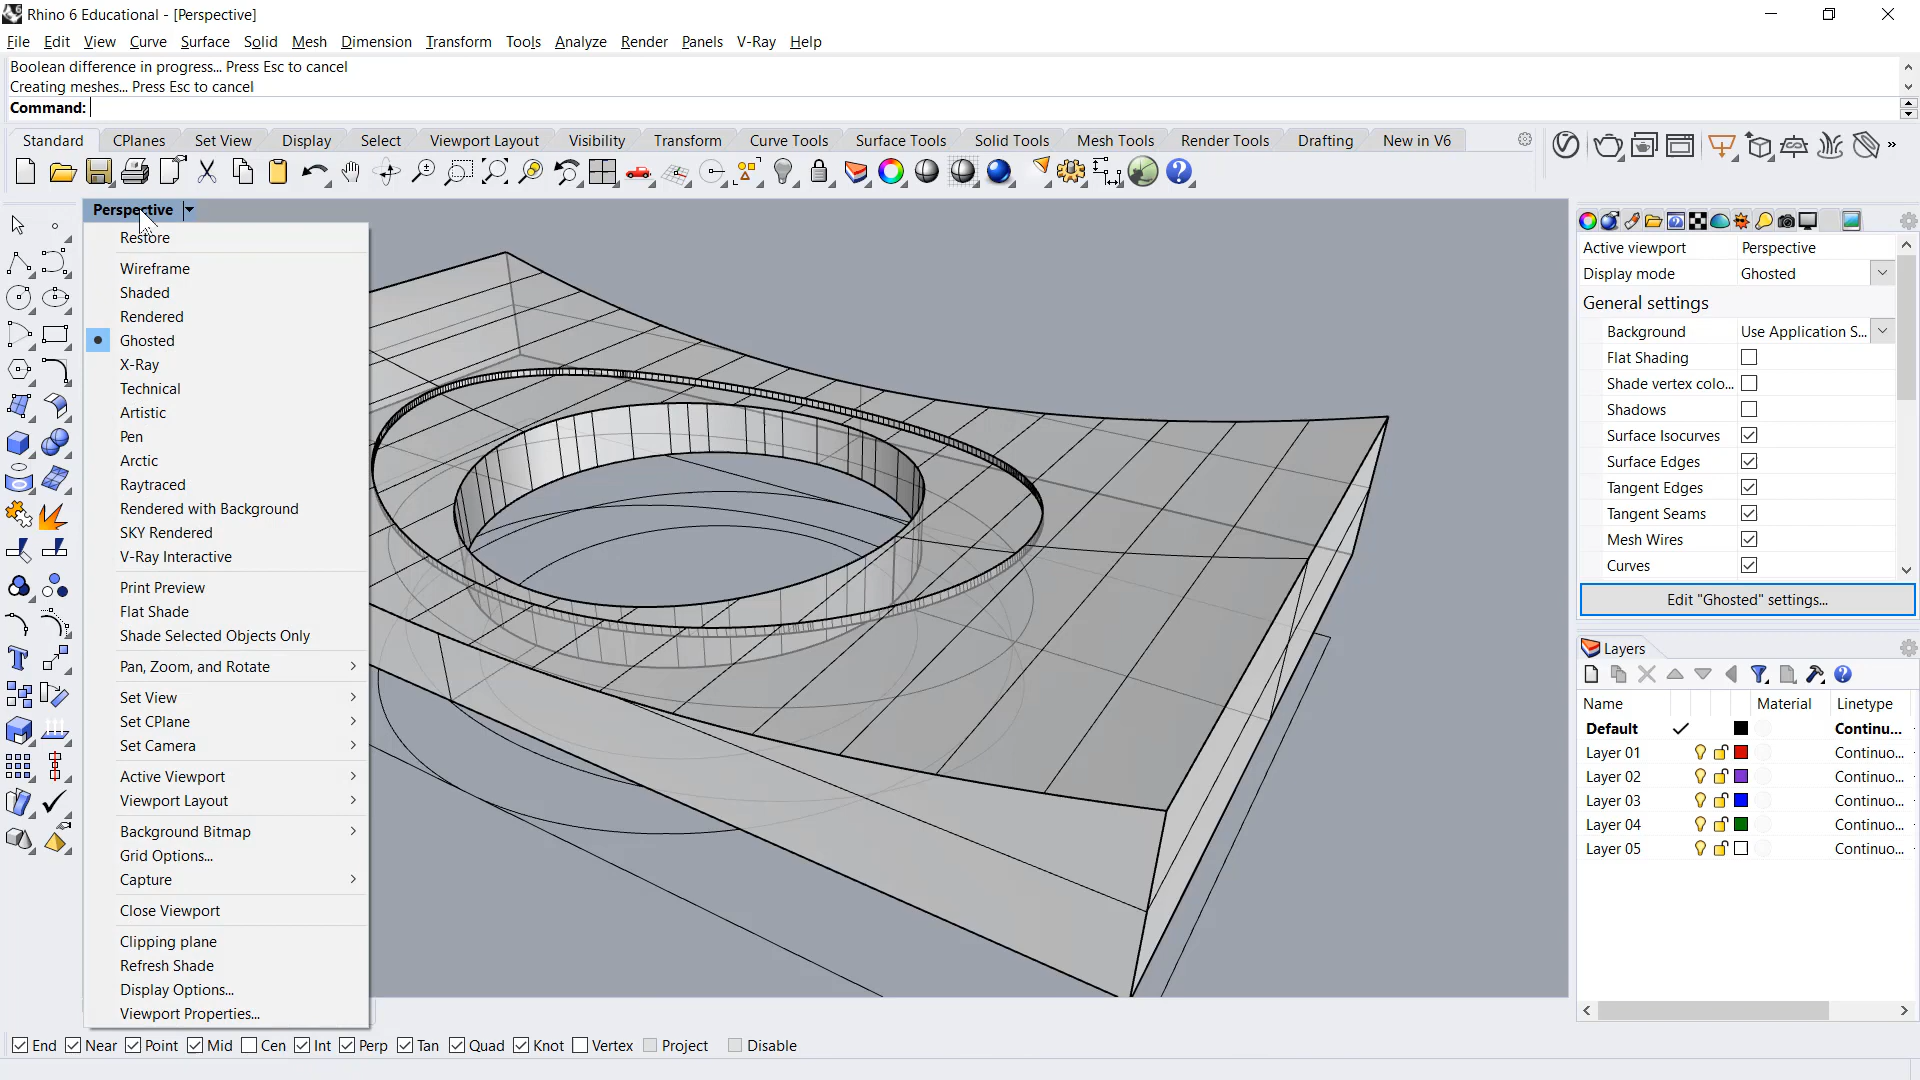 Rhino 6 Educational - [Perspective]
File Edit View Curve Surface Solid Mesh Dimension Transform Tools Analyze Render Panels V-Ray Help
Boolean difference in progress... Press Esc to cancel
Creating meshes... Press Esc to cancel
Command:
Standard CPlanes Set View Display Select Viewport Layout Visibility Transform Curve Tools Surface Tools Solid Tools Mesh Tools Render Tools Drafting New in V6
Perspective
Restore
Wireframe
Shaded
Rendered
Ghosted
X-Ray
Technical
Artistic
Pen
Arctic
Raytraced
Rendered with Background
SKY Rendered
V-Ray Interactive
Print Preview
Flat Shade
Shade Selected Objects Only
Pan, Zoom, and Rotate
Set View
Set CPlane
Set Camera
Active Viewport
Viewport Layout
Background Bitmap
Grid Options...
Capture
Close Viewport
Clipping plane
Refresh Shade
Display Options...
Viewport Properties...
Active viewport Perspective
Display mode Ghosted
General settings
Background Use Application S...
Flat Shading
Shade vertex colo...
Shadows
Surface Isocurves
Surface Edges
Tangent Edges
Tangent Seams
Mesh Wires
Curves
Edit "Ghosted" settings...
Layers
Name Material Linetype
Default Continu...
Layer 01 Continuo...
Layer 02 Continuo...
Layer 03 Continuo...
Layer 04 Continuo...
Layer 05 Continuo...
End Near Point Mid Cen Int Perp Tan Quad Knot Vertex Project Disable